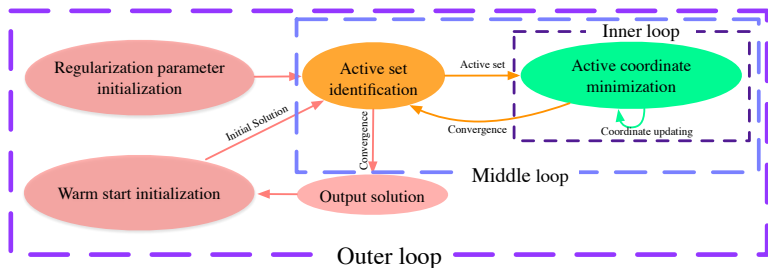 Inner loop
Regularization parameter
initialization
Active set
identification
Active set
Active coordinate
minimization
Initial Solution
Convergence
Convergence
Coordinate updating
Warm start initialization
Output solution
Middle loop
Outer loop